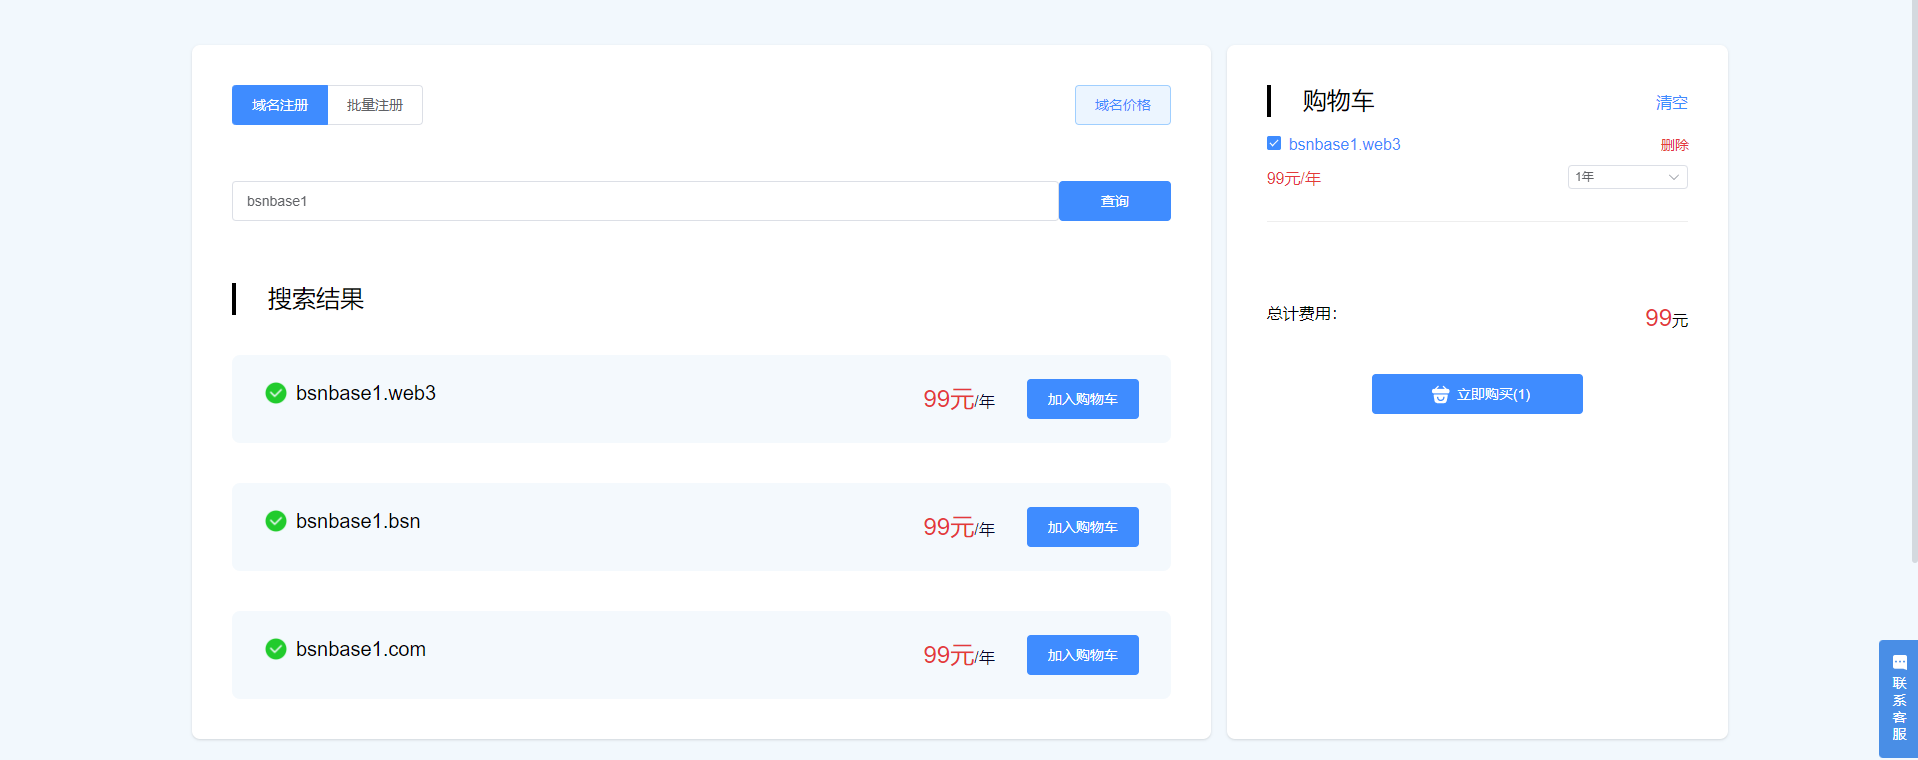 域名注册
批量注册
域名价格
bsnbase1
查询
搜索结果
bsnbase1.web3
99元/年
加入购物车
bsnbase1.bsn
99元/年
加入购物车
bsnbase1.com
99元/年
加入购物车
购物车
清空
bsnbase1.web3
删除
99元/年
1年
总计费用：
99元
立即购买(1)
联系客服